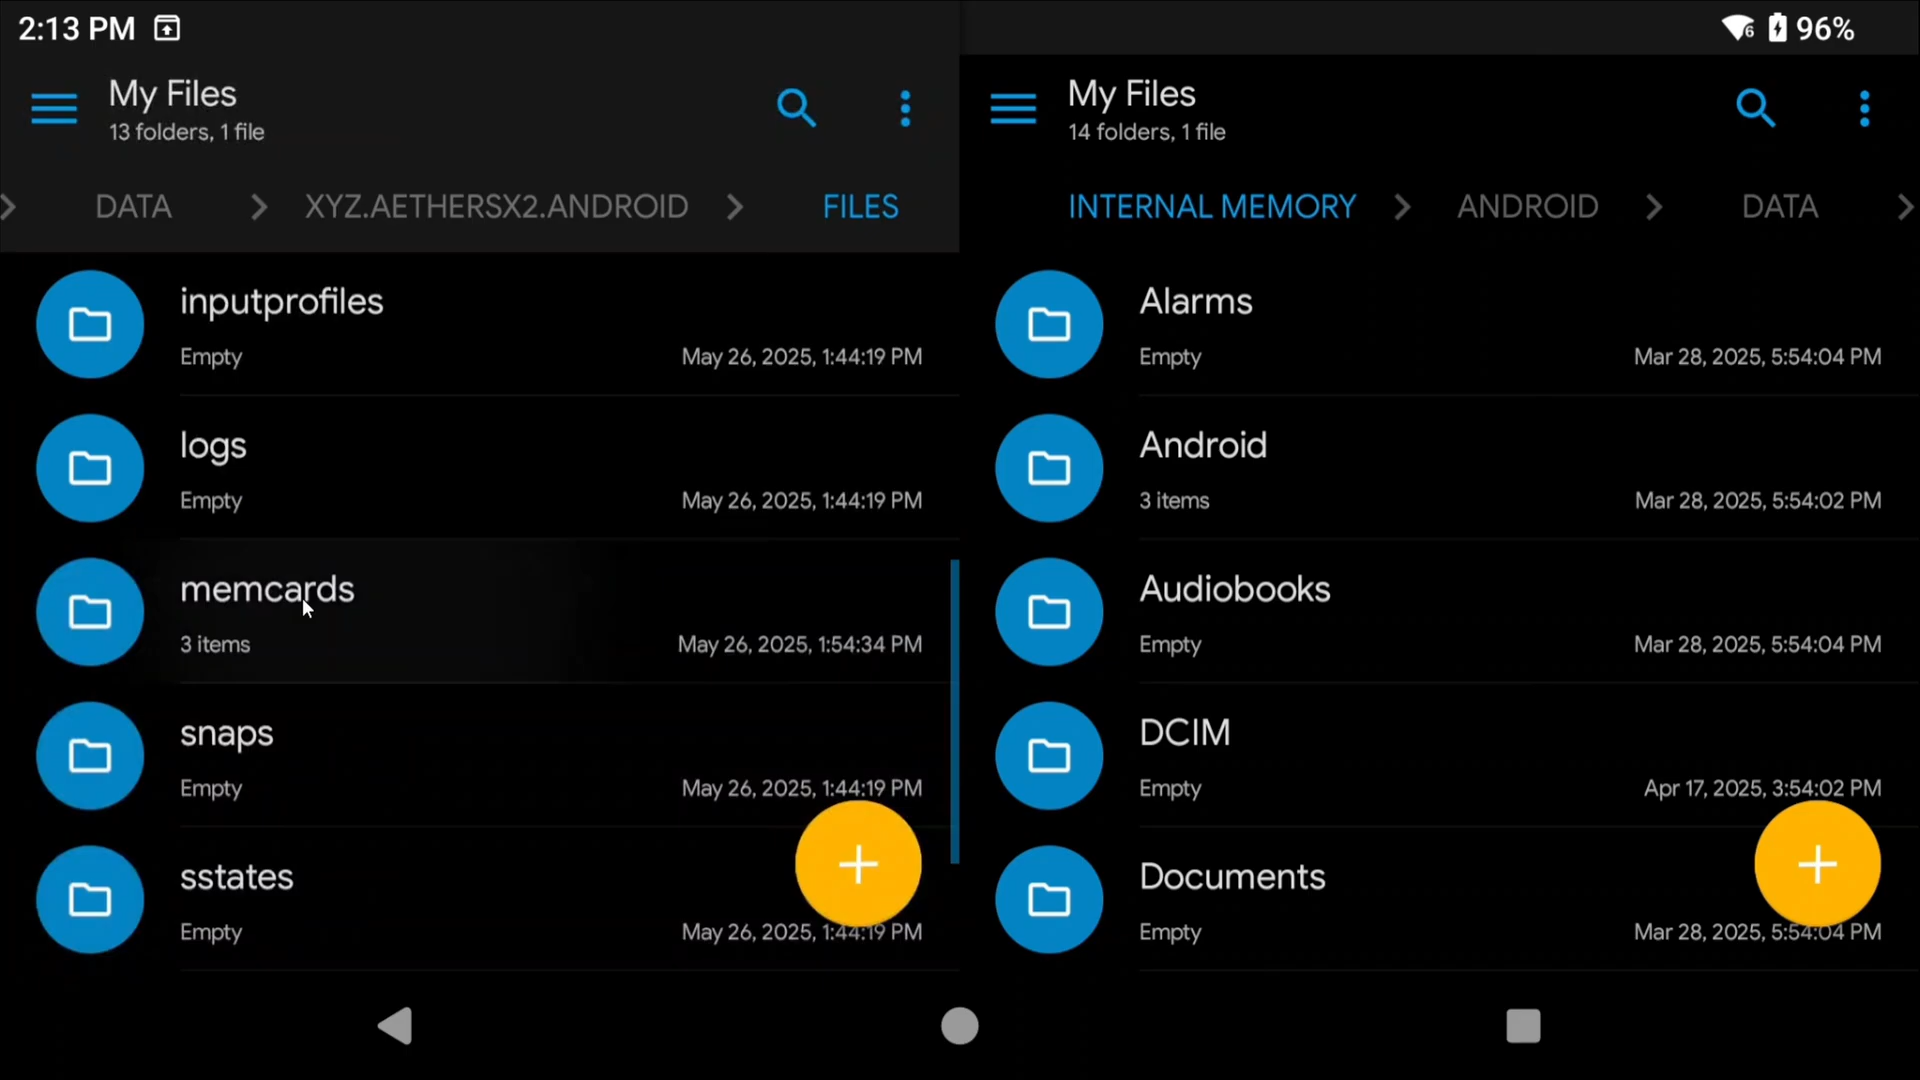 2:13 PM
6 96%
My Files
13 folders, 1 file
DATA XYZ.AETHERSX2.ANDROID FILES
inputprofiles
Empty May 26, 2025, 1:44:19 PM
logs
Empty May 26, 2025, 1:44:19 PM
memcards
3 items May 26, 2025, 1:54:34 PM
snaps
Empty May 26, 2025, 1:44:19 PM
sstates
Empty May 26, 2025, 1:44:19 PM
My Files
14 folders, 1 file
INTERNAL MEMORY ANDROID DATA
Alarms
Empty Mar 28, 2025, 5:54:04 PM
Android
3 items Mar 28, 2025, 5:54:02 PM
Audiobooks
Empty Mar 28, 2025, 5:54:04 PM
DCIM
Empty Apr 17, 2025, 3:54:02 PM
Documents
Empty Mar 28, 2025, 5:54:04 PM